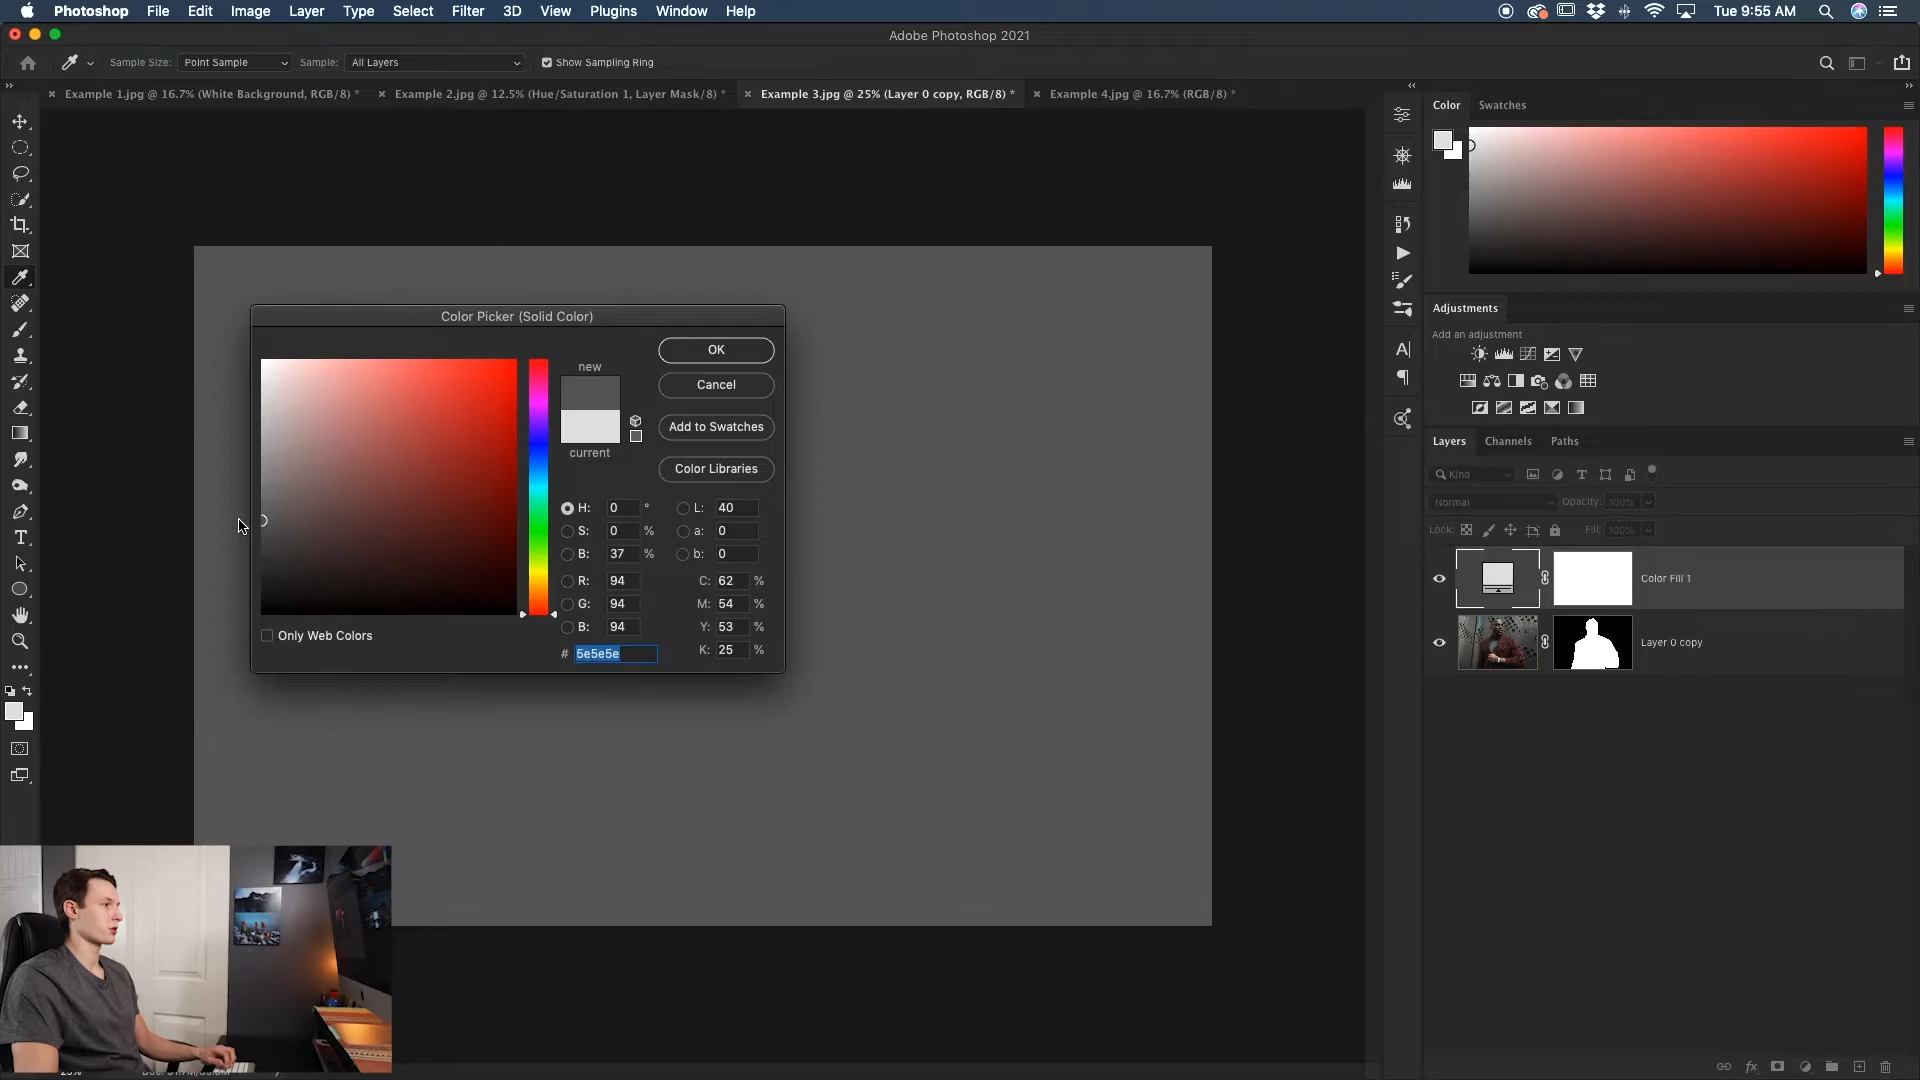 Photoshop File Edit Image Layer Type Select Filter 3D View Plugins Window Help Tue 9:55 AM
Adobe Photoshop 2021
Sample Size: Point Sample Sample: All Layers Show Sampling Ring
Example 1.jpg @ 16.7% (White Background, RGB/8) * Example 2.jpg @ 12.5% (Hue/Saturation 1, Layer Mask/8) * Example 3.jpg @ 25% (Layer 0 copy, RGB/8) * Example 4.jpg @ 16.7% (RGB/8) *
Color Swatches
Adjustments
Add an adjustment
Layers Channels Paths
Kind
Normal Opacity: 100%
Lock: Fill: 100%
Color Fill 1
Layer 0 copy
Color Picker (Solid Color)
new
current
OK
Cancel
Add to Swatches
Color Libraries
H: 0 ° L: 40
S: 0 % a: 0
B: 37 % b: 0
R: 94 C: 62 %
G: 94 M: 54 %
B: 94 Y: 53 %
# 5e5e5e K: 25 %
Only Web Colors